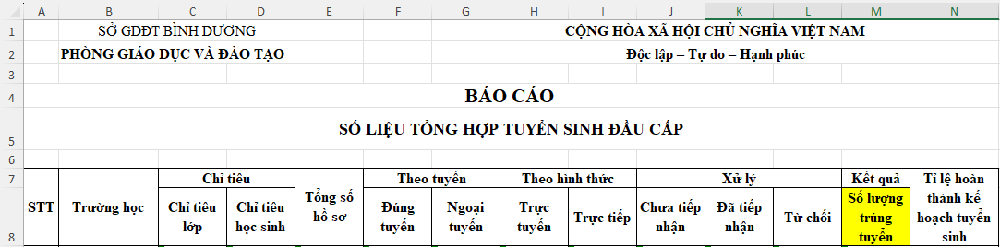 A B C D E F G H I J K L M N
1 SỞ GDĐT BÌNH DƯƠNG CỘNG HÒA XÃ HỘI CHỦ NGHĨA VIỆT NAM
2 PHÒNG GIÁO DỤC VÀ ĐÀO TẠO Độc lập – Tự do – Hạnh phúc
3
4 BÁO CÁO
5 SỐ LIỆU TỔNG HỢP TUYỂN SINH ĐẦU CẤP
6
7 Chỉ tiêu Theo tuyến Theo hình thức Xử lý Kết quả
8
STT
Trường học
Chỉ tiêu
lớp
Chỉ tiêu
học sinh
Tổng số
hồ sơ
Đúng
tuyến
Ngoại
tuyến
Trực
tuyến
Trực tiếp
Chưa tiếp
nhận
Đã tiếp
nhận
Từ chối
Số lượng
trúng
tuyển
Tỉ lệ hoàn
thành kế
hoạch tuyển
sinh